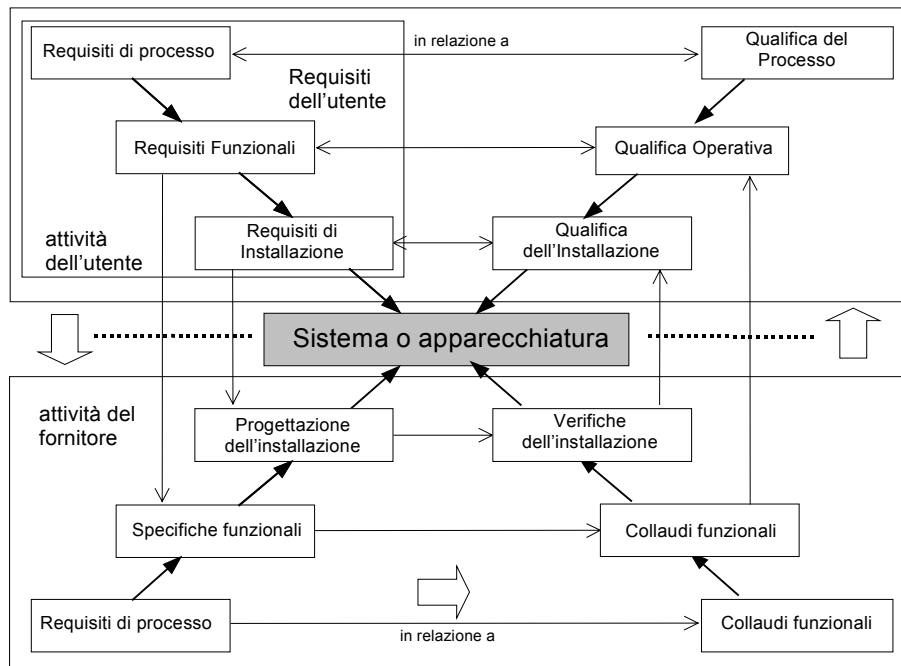 Requisiti di processo
in relazione a
Qualifica del
Processo
Requisiti
dell'utente
Requisiti Funzionali
Qualifica Operativa
Requisiti di
Installazione
Qualifica
dell'Installazione
attività
dell'utente
Sistema o apparecchiatura
attività del
fornitore
Progettazione
dell'installazione
Verifiche
dell'installazione
Specifiche funzionali
Collaudi funzionali
Requisiti di processo
in relazione a
Collaudi funzionali